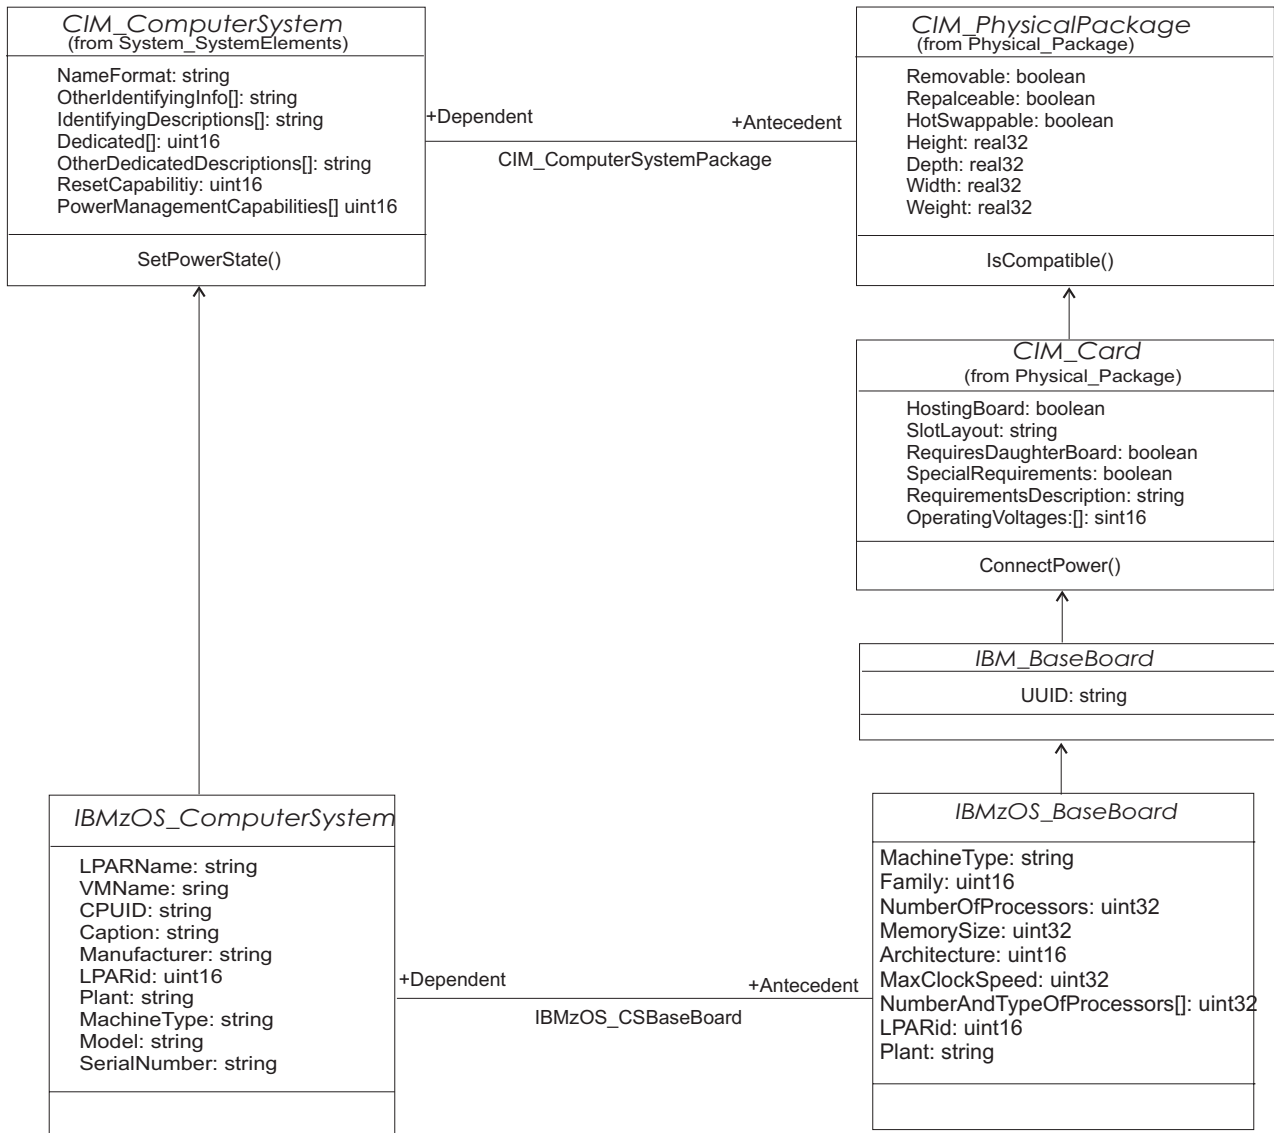 CIM_ComputerSystem
(from System_SystemElements)
NameFormat: string
OtherIdentifyingInfo[]: string
IdentifyingDescriptions[]: string
Dedicated[]: uint16
OtherDedicatedDescriptions[]: string
ResetCapabilitiy: uint16
PowerManagementCapabilities[] uint16
SetPowerState()
+Dependent
+Antecedent
CIM_ComputerSystemPackage
CIM_PhysicalPackage
(from Physical_Package)
Removable: boolean
Repalceable: boolean
HotSwappable: boolean
Height: real32
Depth: real32
Width: real32
Weight: real32
IsCompatible()
CIM_Card
(from Physical_Package)
HostingBoard: boolean
SlotLayout: string
RequiresDaughterBoard: boolean
SpecialRequirements: boolean
RequirementsDescription: string
OperatingVoltages:[]: sint16
ConnectPower()
IBM_BaseBoard
UUID: string
IBMzOS_ComputerSystem
LPARName: string
VMName: sring
CPUID: string
Caption: string
Manufacturer: string
LPARid: uint16
Plant: string
MachineType: string
Model: string
SerialNumber: string
+Dependent
+Antecedent
IBMzOS_CSBaseBoard
IBMzOS_BaseBoard
MachineType: string
Family: uint16
NumberOfProcessors: uint32
MemorySize: uint32
Architecture: uint16
MaxClockSpeed: uint32
NumberAndTypeOfProcessors[]: uint32
LPARid: uint16
Plant: string